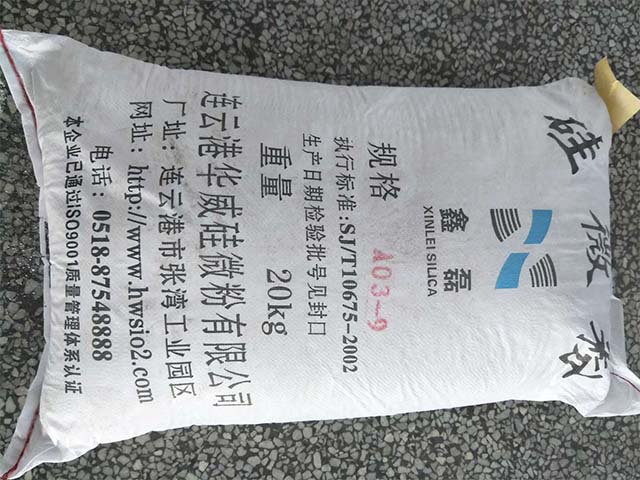 硅微粉
鑫磊
XINLEI SILICA
规格 A03-9
执行标准:SJ/T10675-2002
生产日期检验批号见封口
重量 20kg
连云港华威硅微粉有限公司
厂址：连云港市张湾工业园区
网址：http://www.hwsio2.com
电话：0518-87548888
本企业已通过ISO9001质量管理体系认证